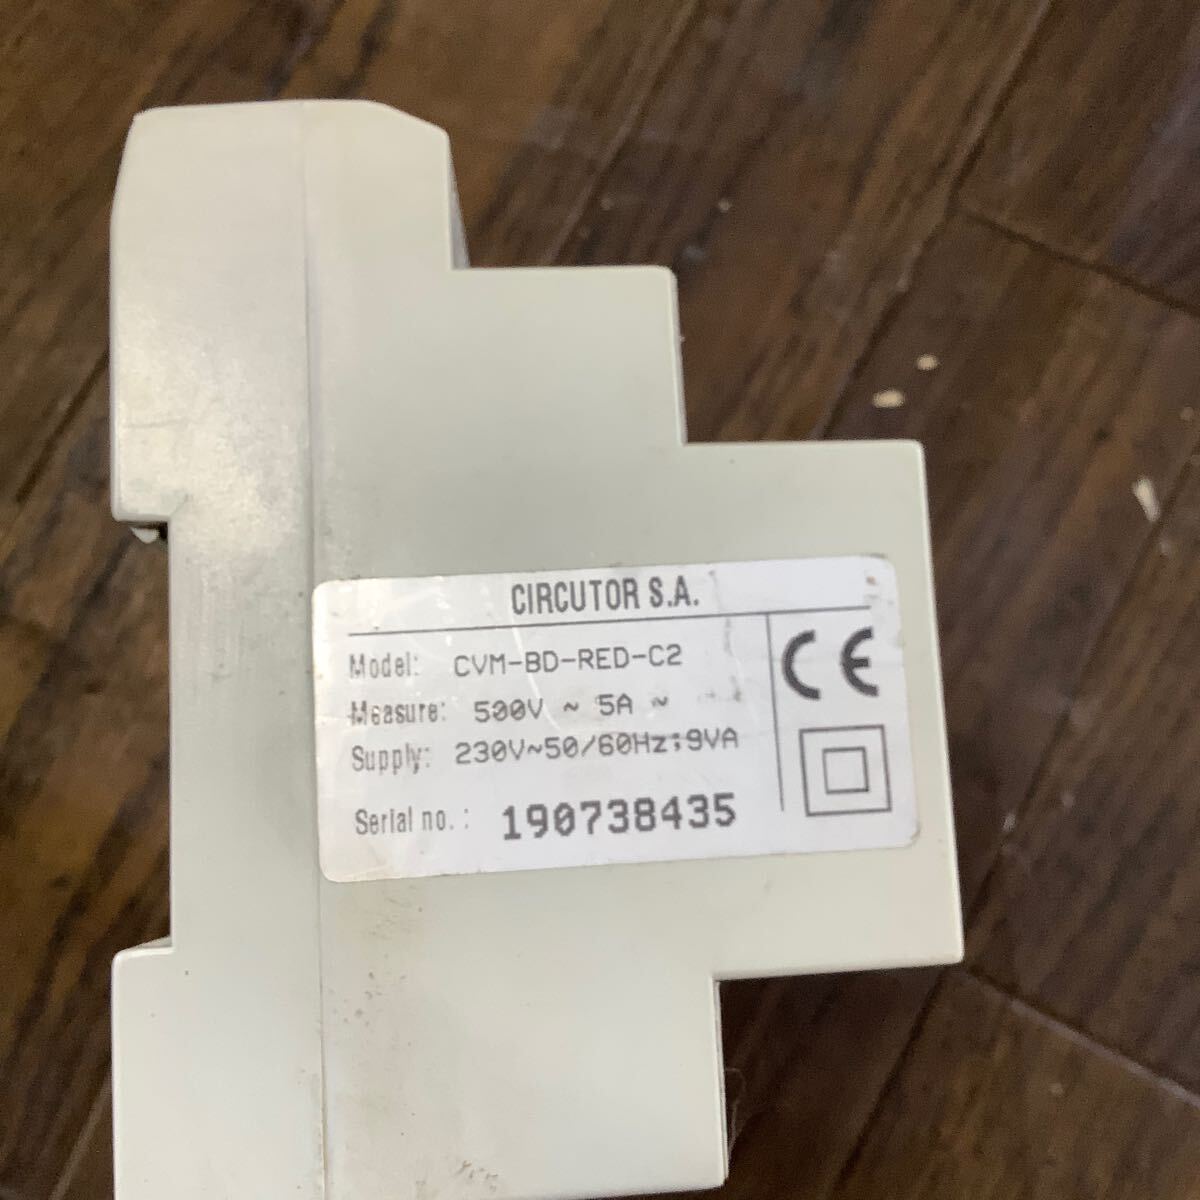 CIRCUTOR S.A.
Model: CVM-BD-RED-C2
Measure: 500V ~ 5A ~
Supply: 230V~50/60Hz;9VA
Serial no. : 190738435
CE